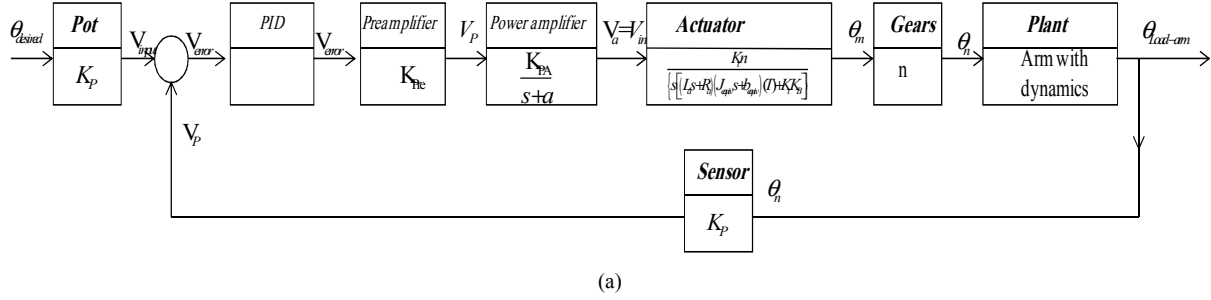 Pot
PID
Preamplifier
Power amplifier
Actuator
Gears
Plant
θdesired
Vinput
Verror
Verror
VP
Va=Vin
θm
θn
θLoad-arm
KP
KPre
KPA
s+a
n
Arm with
dynamics
VP
Sensor
θn
KP
(a)